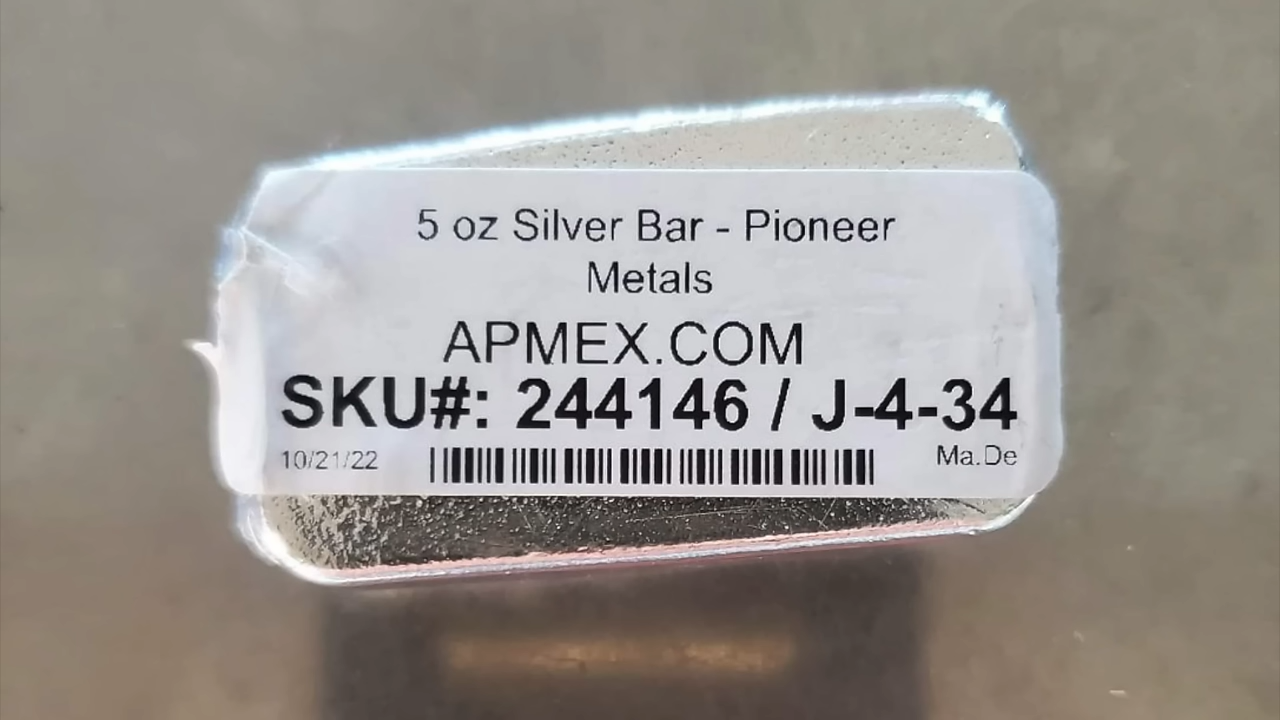 5 oz Silver Bar - Pioneer
Metals
APMEX.COM
SKU#: 244146 / J-4-34
10/21/22 Ma.De